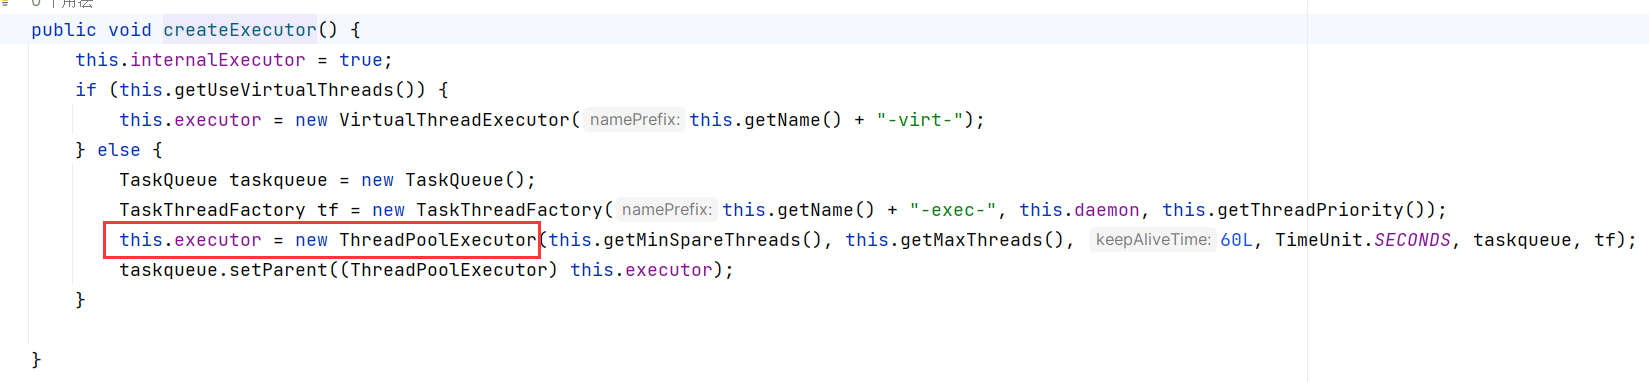 0 个用法
public void createExecutor() {
this.internalExecutor = true;
if (this.getUseVirtualThreads()) {
this.executor = new VirtualThreadExecutor( namePrefix: this.getName() + "-virt-");
} else {
TaskQueue taskqueue = new TaskQueue();
TaskThreadFactory tf = new TaskThreadFactory( namePrefix: this.getName() + "-exec-", this.daemon, this.getThreadPriority());
this.executor = new ThreadPoolExecutor(this.getMinSpareThreads(), this.getMaxThreads(), keepAliveTime: 60L, TimeUnit.SECONDS, taskqueue, tf);
taskqueue.setParent((ThreadPoolExecutor) this.executor);
}
}